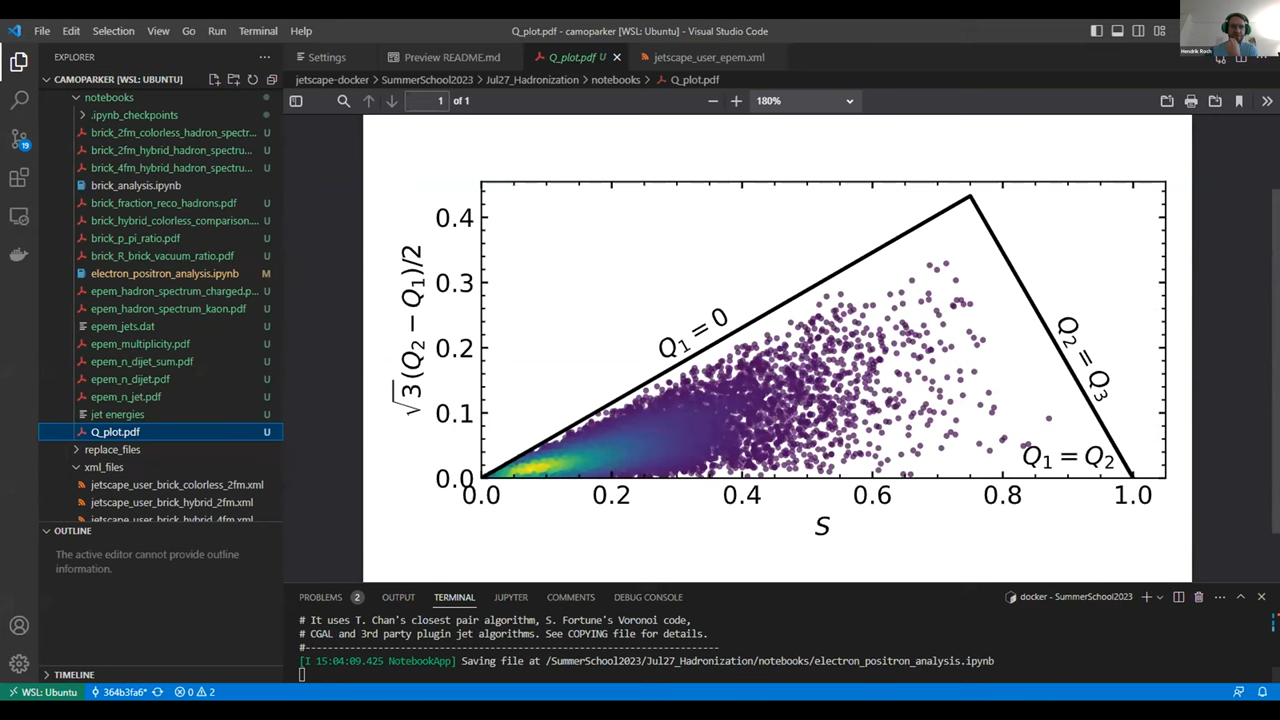 File Edit Selection View Go Run Terminal Help
Q_plot.pdf - camoparker [WSL: Ubuntu] - Visual Studio Code
Hendrik Roch
EXPLORER
Settings
Preview README.md
Q_plot.pdf U
jetscape_user_epem.xml
CAMOPARKER [WSL: UBUNTU]
jetscape-docker > SummerSchool2023 > Jul27_Hadronization > notebooks > Q_plot.pdf
1 of 1
180%
notebooks
.ipynb_checkpoints
brick_2fm_colorless_hadron_spectr... U
brick_2fm_hybrid_hadron_spectru... U
brick_4fm_hybrid_hadron_spectru... U
brick_analysis.ipynb
brick_fraction_reco_hadrons.pdf U
brick_hybrid_colorless_comparison.... U
brick_p_pi_ratio.pdf U
brick_R_brick_vacuum_ratio.pdf U
electron_positron_analysis.ipynb M
epem_hadron_spectrum_charged.p... U
epem_hadron_spectrum_kaon.pdf U
epem_jets.dat U
epem_multiplicity.pdf U
epem_n_dijet_sum.pdf U
epem_n_dijet.pdf U
epem_n_jet.pdf U
jet energies U
Q_plot.pdf U
replace_files
xml_files
jetscape_user_brick_colorless_2fm.xml
jetscape_user_brick_hybrid_2fm.xml
jetscape_user_brick_hybrid_4fm.xml
19
OUTLINE
The active editor cannot provide outline
information.
TIMELINE
√3(Q₂ − Q₁)/2
0.4
0.3
0.2
0.1
0.0
Q₁ = 0
Q₂ = Q₃
Q₁ = Q₂
0.0 0.2 0.4 0.6 0.8 1.0
S
PROBLEMS 2 OUTPUT TERMINAL JUPYTER COMMENTS DEBUG CONSOLE
docker - SummerSchool2023
# It uses T. Chan's closest pair algorithm, S. Fortune's Voronoi code,
# CGAL and 3rd party plugin jet algorithms. See COPYING file for details.
#--------------------------------------------------------------------------
[I 15:04:09.425 NotebookApp] Saving file at /SummerSchool2023/Jul27_Hadronization/notebooks/electron_positron_analysis.ipynb
WSL: Ubuntu 364b3fa6* 0 2